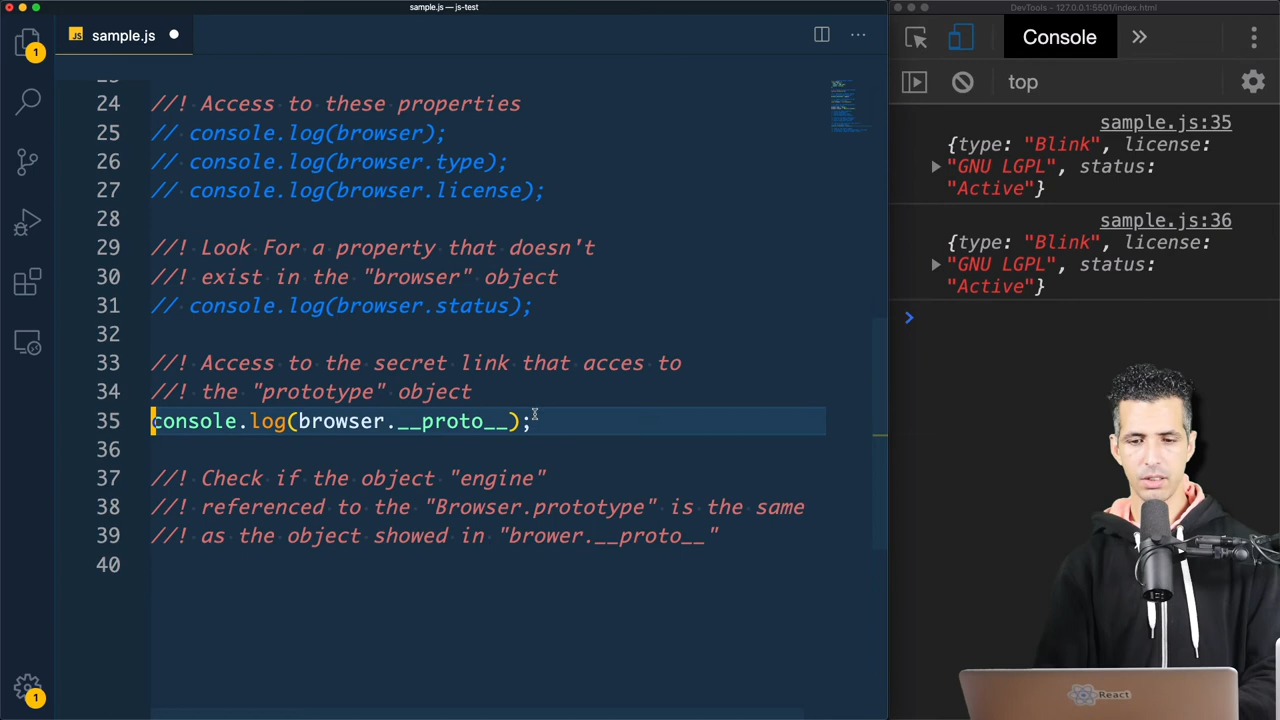 sample.js — js-test
DevTools - 127.0.0.1:5501/index.html
JS sample.js
Console
top
1
24 //! Access to these properties
25 // console.log(browser);
26 // console.log(browser.type);
27 // console.log(browser.license);
28
29 //! Look For a property that doesn't
30 //! exist in the "browser" object
31 // console.log(browser.status);
32
33 //! Access to the secret link that acces to
34 //! the "prototype" object
35 console.log(browser.__proto__);
36
37 //! Check if the object "engine"
38 //! referenced to the "Browser.prototype" is the same
39 //! as the object showed in "brower.__proto__"
40
1
sample.js:35
{type: "Blink", license:
"GNU LGPL", status:
"Active"}
sample.js:36
{type: "Blink", license:
"GNU LGPL", status:
"Active"}
React